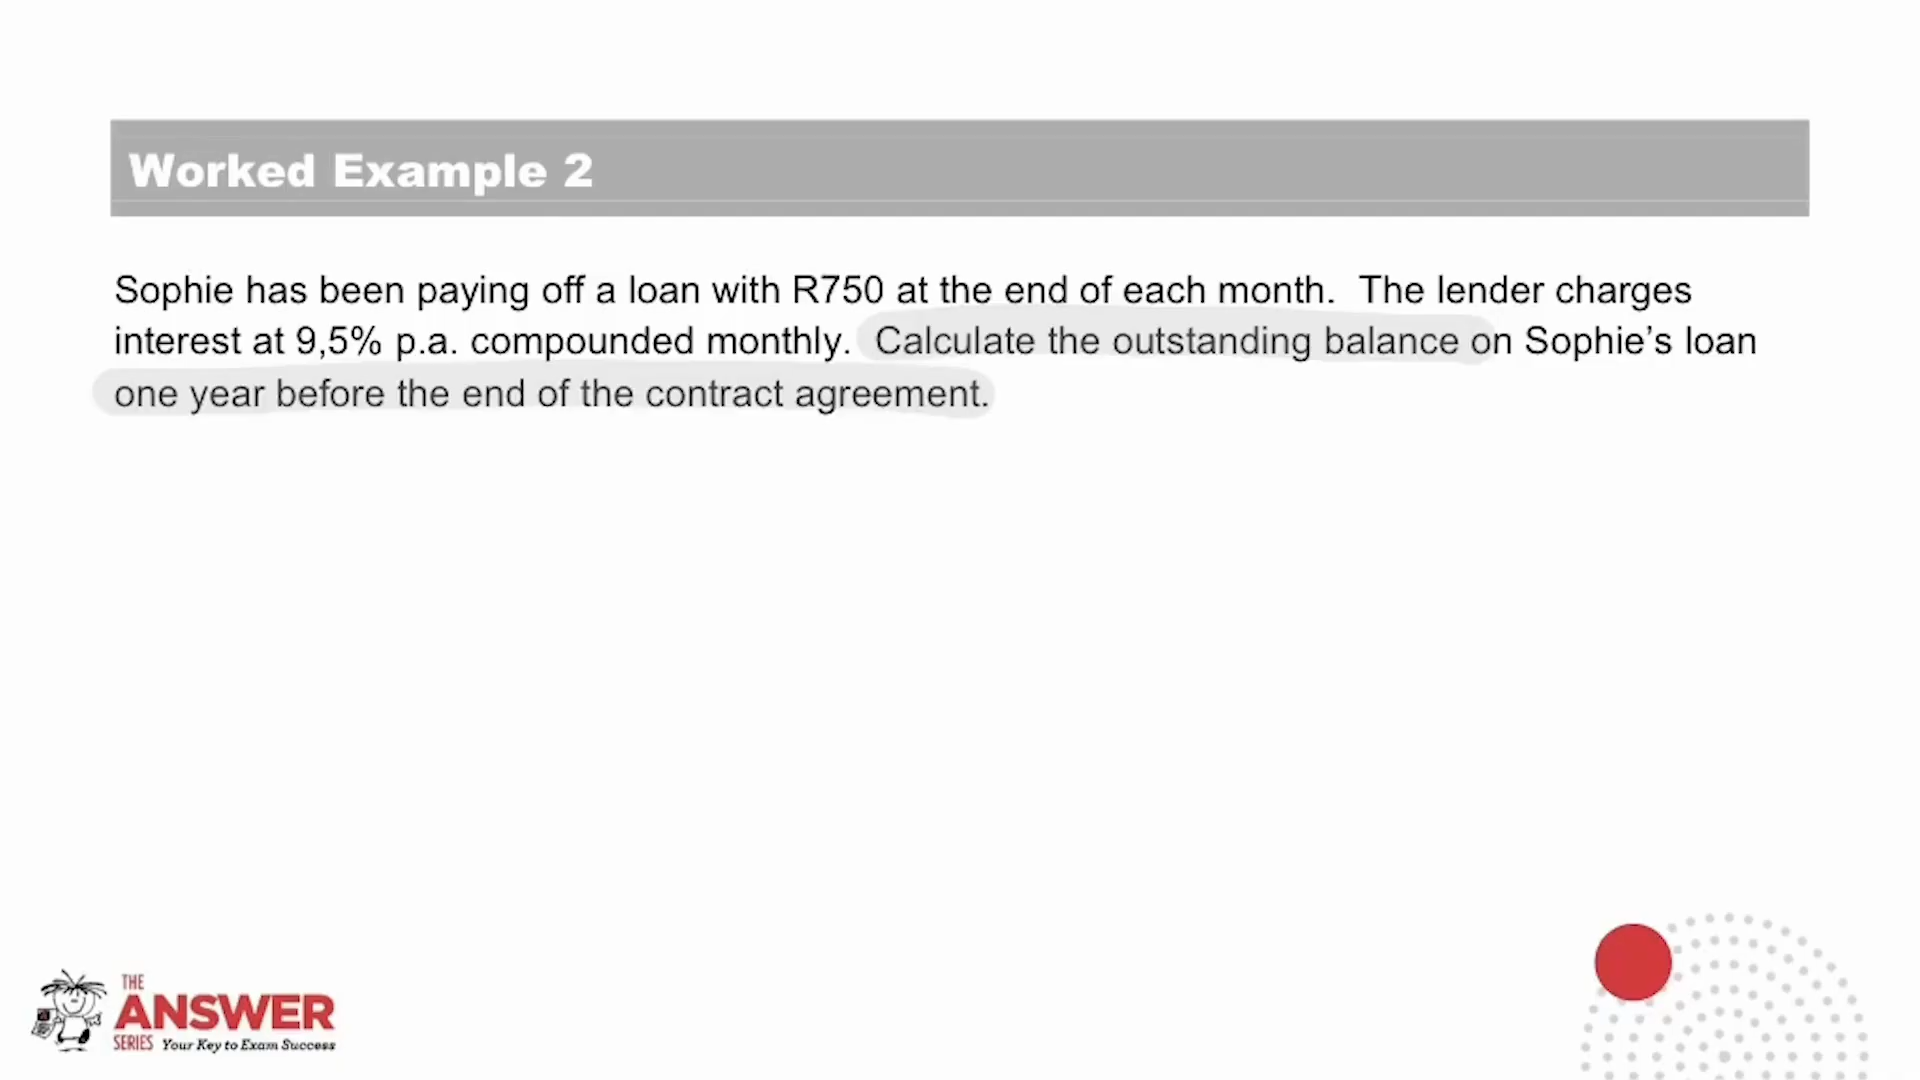 Worked Example 2
Sophie has been paying off a loan with R750 at the end of each month. The lender charges
interest at 9,5% p.a. compounded monthly. Calculate the outstanding balance on Sophie’s loan
one year before the end of the contract agreement.
THE
ANSWER
SERIES Your Key to Exam Success